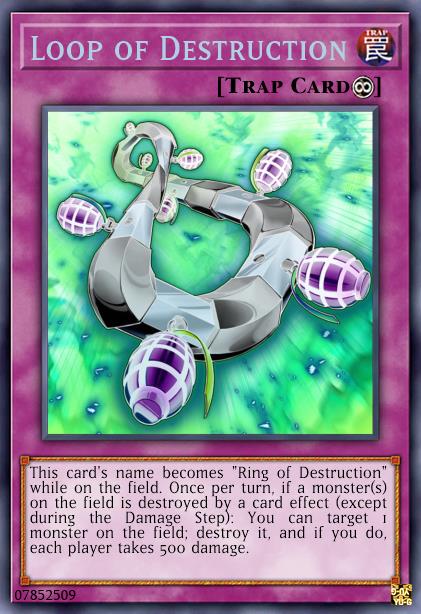 Loop of Destruction
TRAP
罠
[Trap Card∞]
This card's name becomes "Ring of Destruction"
while on the field. Once per turn, if a monster(s)
on the field is destroyed by a card effect (except
during the Damage Step): You can target 1
monster on the field; destroy it, and if you do,
each player takes 500 damage.
07852509